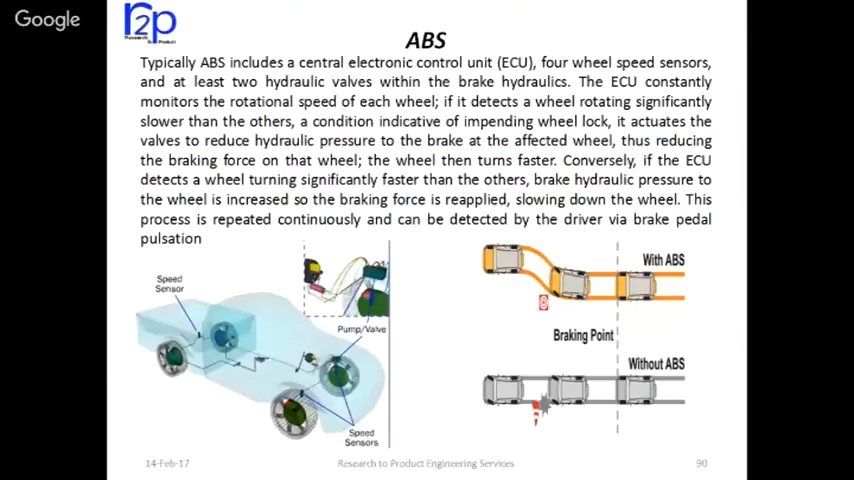 Google
r2p
Research
to Product
ABS
Typically ABS includes a central electronic control unit (ECU), four wheel speed sensors,
and at least two hydraulic valves within the brake hydraulics. The ECU constantly
monitors the rotational speed of each wheel; if it detects a wheel rotating significantly
slower than the others, a condition indicative of impending wheel lock, it actuates the
valves to reduce hydraulic pressure to the brake at the affected wheel, thus reducing
the braking force on that wheel; the wheel then turns faster. Conversely, if the ECU
detects a wheel turning significantly faster than the others, brake hydraulic pressure to
the wheel is increased so the braking force is reapplied, slowing down the wheel. This
process is repeated continuously and can be detected by the driver via brake pedal
pulsation
Speed
Sensor
Pump/Valve
Speed
Sensors
With ABS
Braking Point
Without ABS
14-Feb-17
Research to Product Engineering Services
90